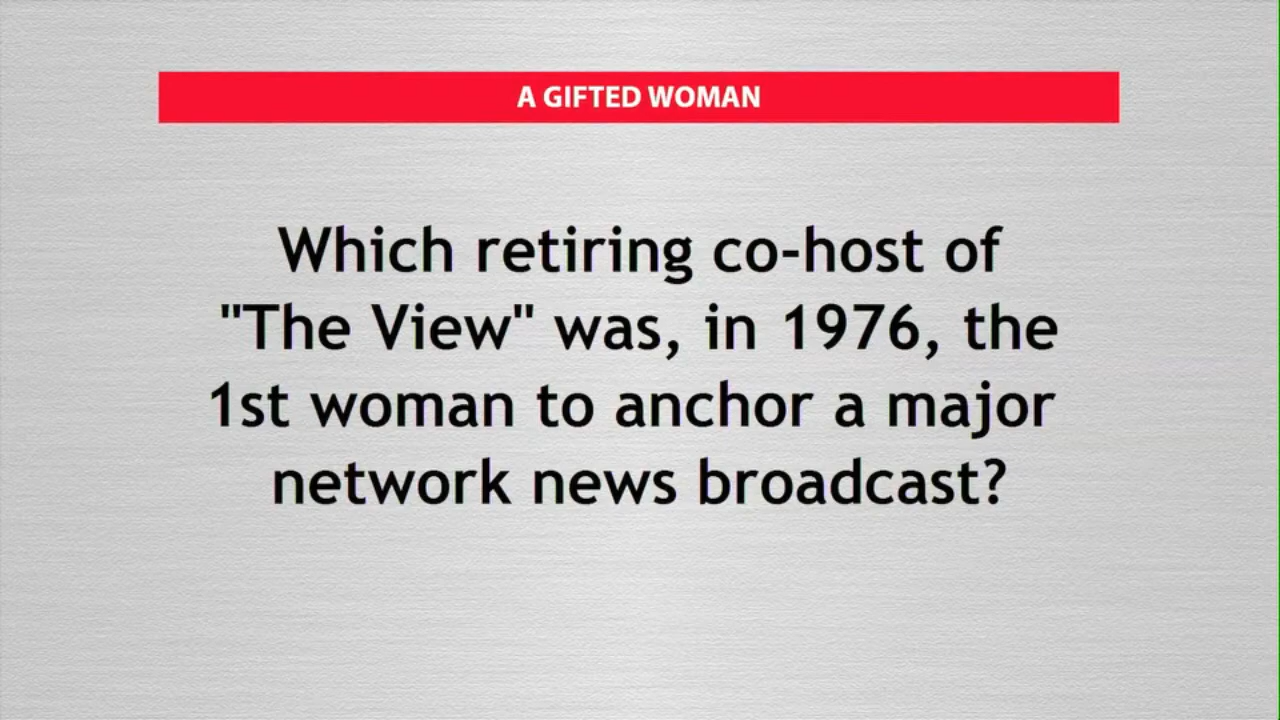 A GIFTED WOMAN
Which retiring co-host of
"The View" was, in 1976, the
1st woman to anchor a major
network news broadcast?